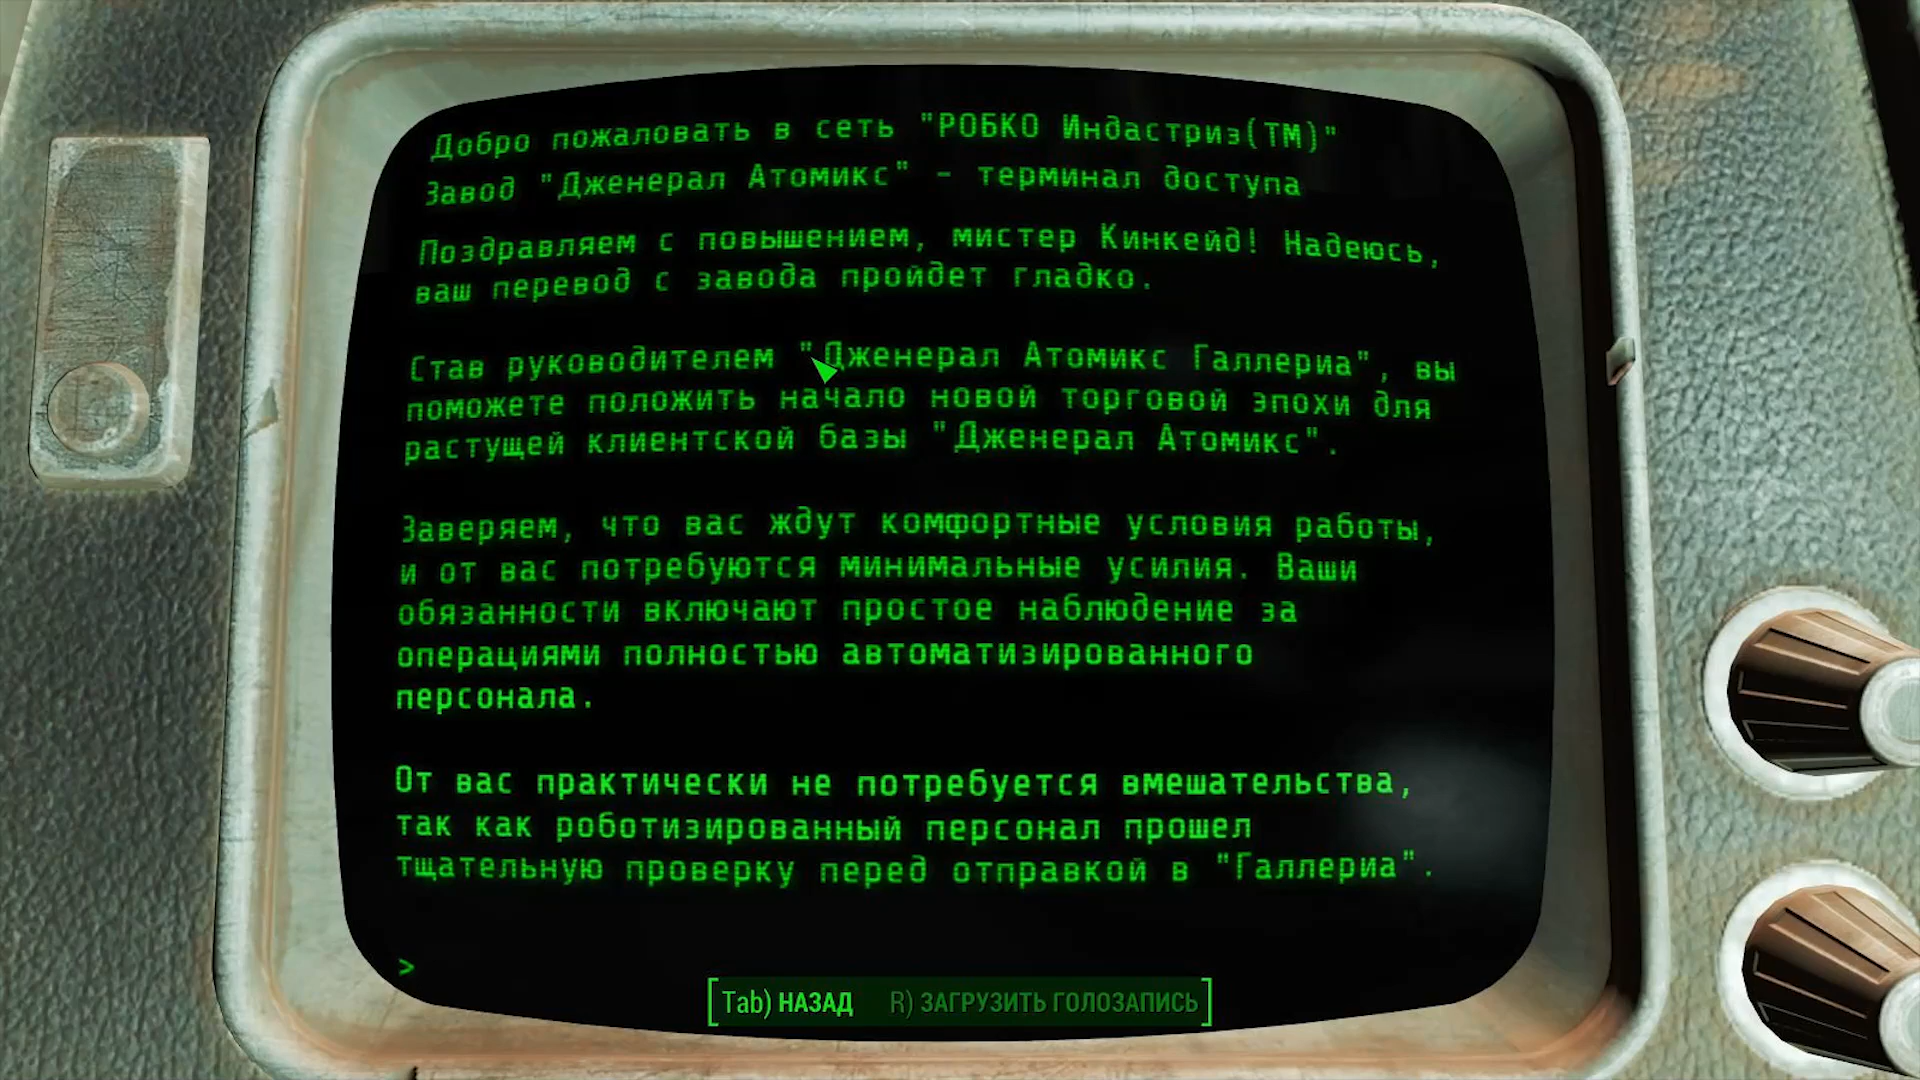 Добро пожаловать в сеть "РОБКО Индастриз(ТМ)"
Завод "Дженерал Атомикс" - терминал доступа
Поздравляем с повышением, мистер Кинкейд! Надеюсь,
ваш перевод с завода пройдет гладко.
Став руководителем "Дженерал Атомикс Галлериа", вы
поможете положить начало новой торговой эпохи для
растущей клиентской базы "Дженерал Атомикс".
Заверяем, что вас ждут комфортные условия работы,
и от вас потребуются минимальные усилия. Ваши
обязанности включают простое наблюдение за
операциями полностью автоматизированного
персонала.
От вас практически не потребуется вмешательства,
так как роботизированный персонал прошел
тщательную проверку перед отправкой в "Галлериа".
>
Tab) НАЗАД R) ЗАГРУЗИТЬ ГОЛОЗАПИСЬ